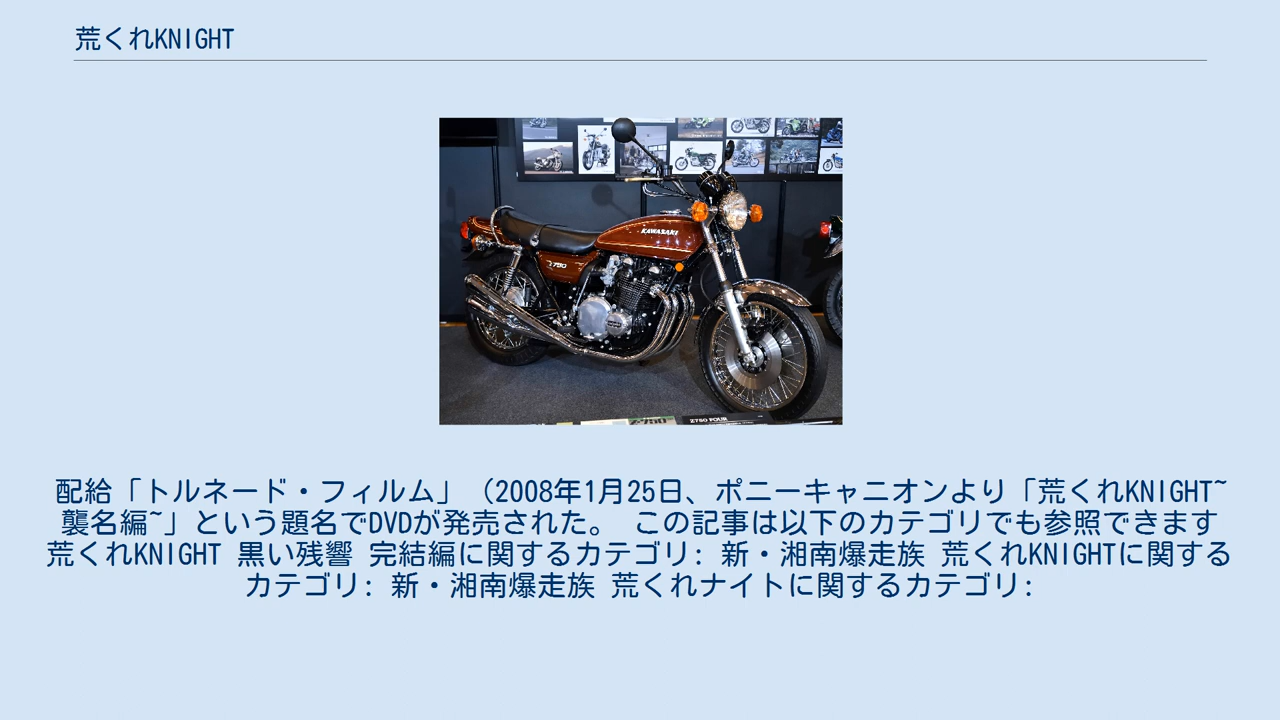 荒くれKNIGHT
KAWASAKI
Z750
Z750 FOUR
配給「トルネード・フィルム」（2008年1月25日、ポニーキャニオンより「荒くれKNIGHT~
襲名編~」という題名でDVDが発売された。 この記事は以下のカテゴリでも参照できます
荒くれKNIGHT 黒い残響 完結編に関するカテゴリ: 新・湘南爆走族 荒くれKNIGHTに関する
カテゴリ: 新・湘南爆走族 荒くれナイトに関するカテゴリ: